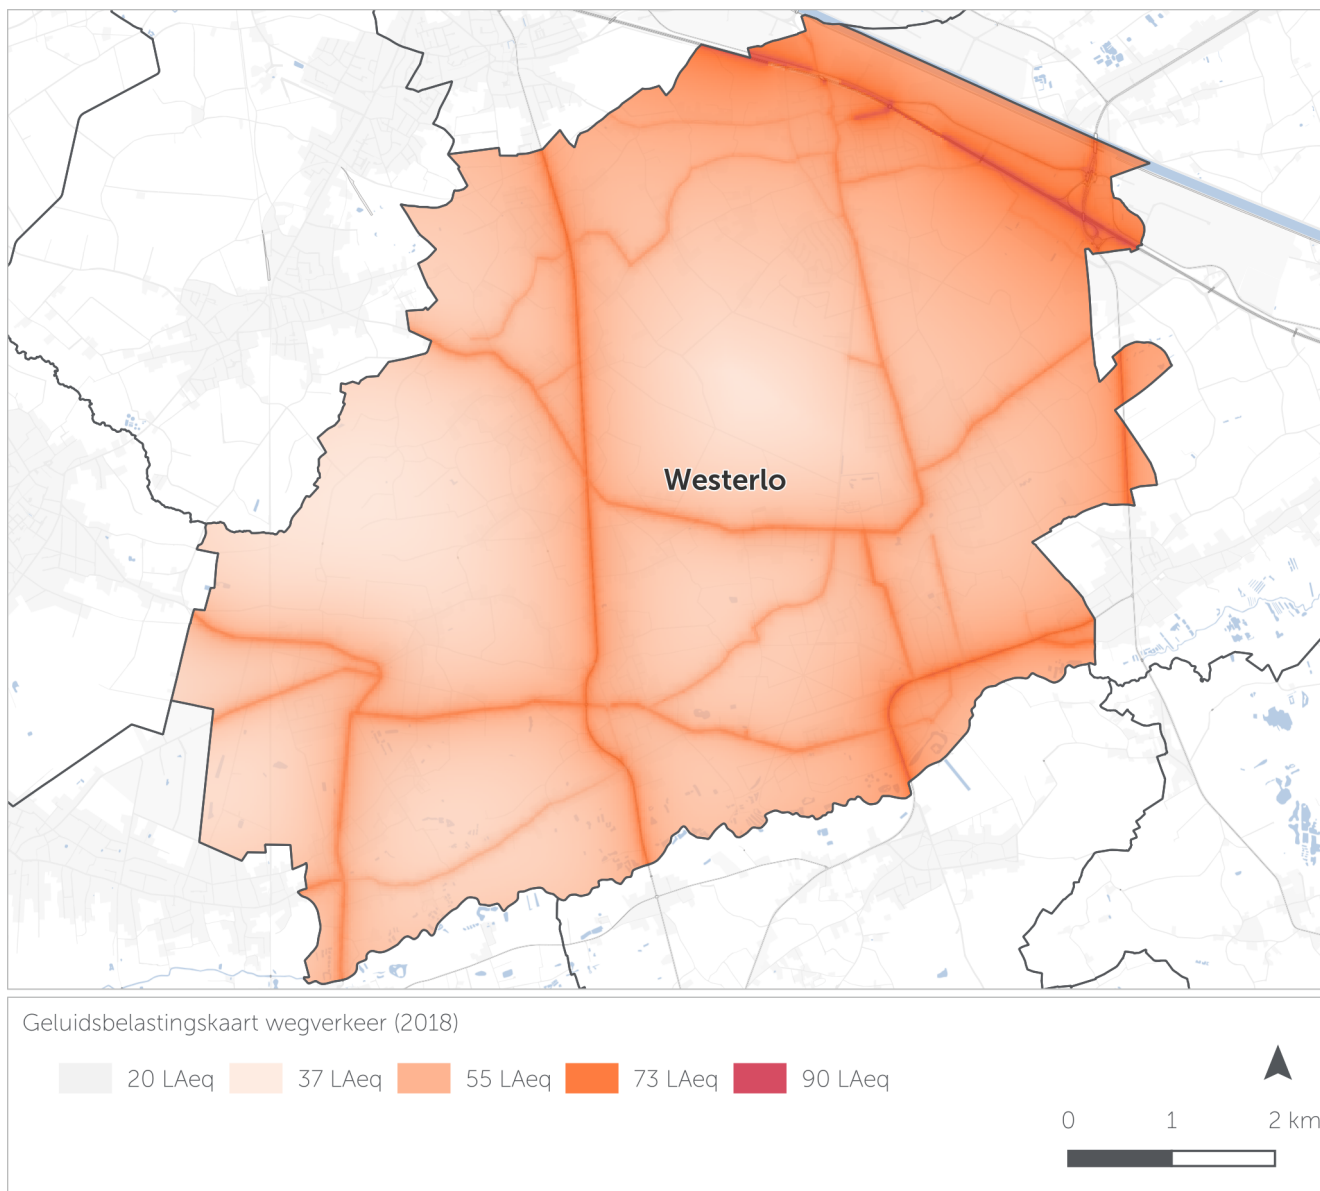 Westerlo
Geluidsbelastingskaart wegverkeer (2018)
20 LAeq 37 LAeq 55 LAeq 73 LAeq 90 LAeq
0 1 2 km